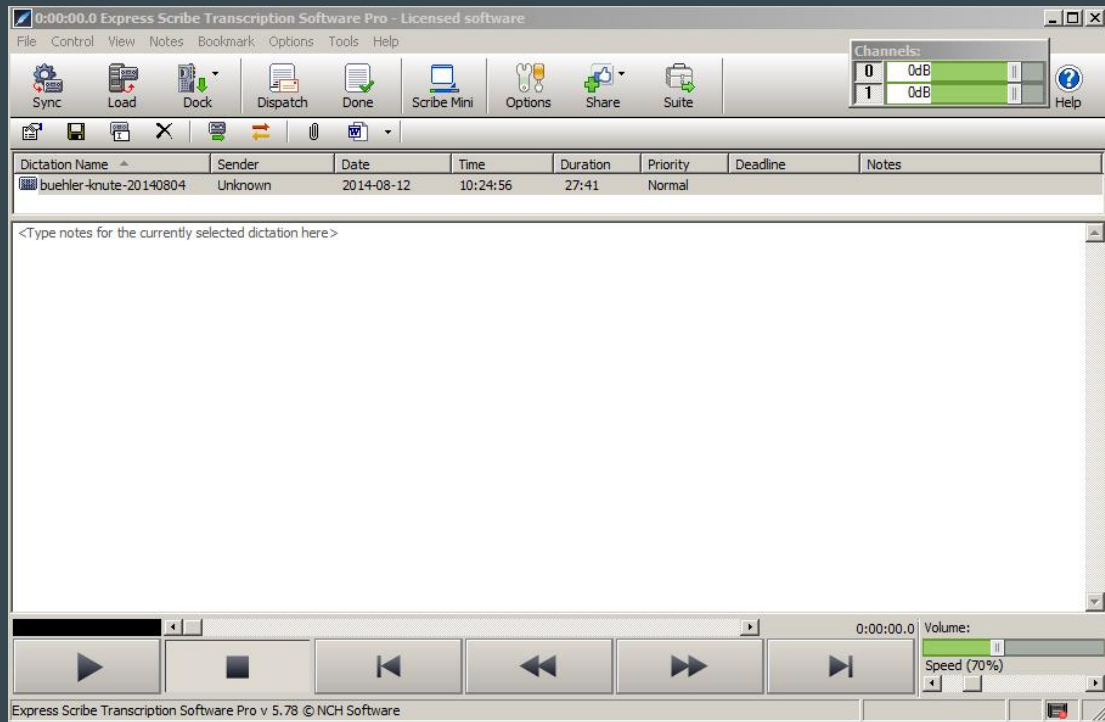 0:00:00.0 Express Scribe Transcription Software Pro - Licensed software
File Control View Notes Bookmark Options Tools Help
Channels:
0 0dB
1 0dB
Sync Load Dock Dispatch Done Scribe Mini Options Share Suite Help
Dictation Name Sender Date Time Duration Priority Deadline Notes
buehler-knute-20140804 Unknown 2014-08-12 10:24:56 27:41 Normal
<Type notes for the currently selected dictation here>
0:00:00.0 Volume:
Speed (70%)
Express Scribe Transcription Software Pro v 5.78 © NCH Software